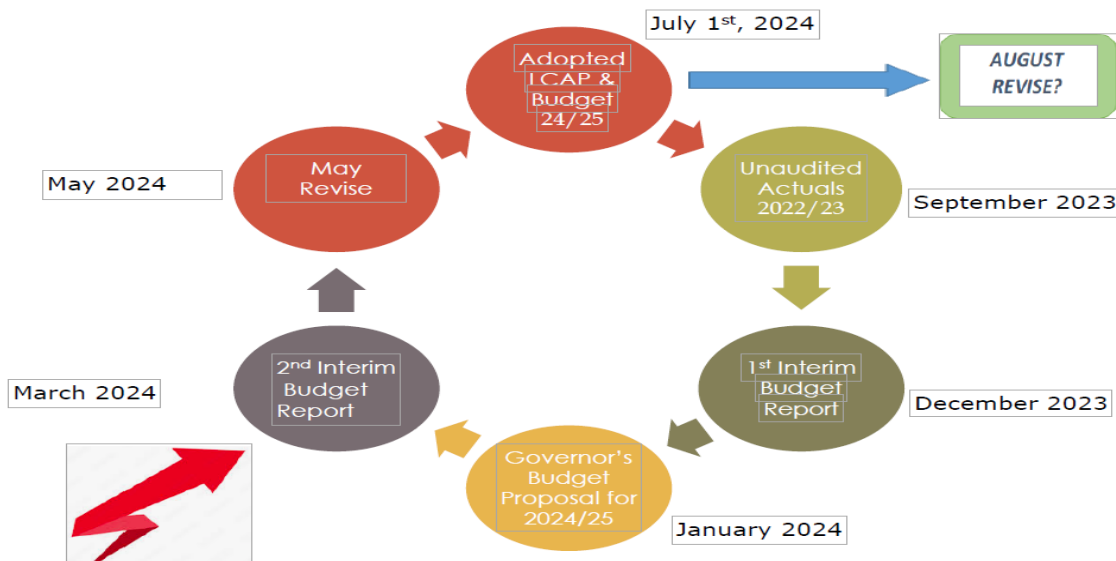 July 1st, 2024
Adopted
LCAP &
Budget
24/25
AUGUST
REVISE?
May
Revise
May 2024
Unaudited
Actuals
2022/23
September 2023
2nd Interim
Budget
Report
March 2024
1st Interim
Budget
Report
December 2023
Governor's
Budget
Proposal for
2024/25
January 2024